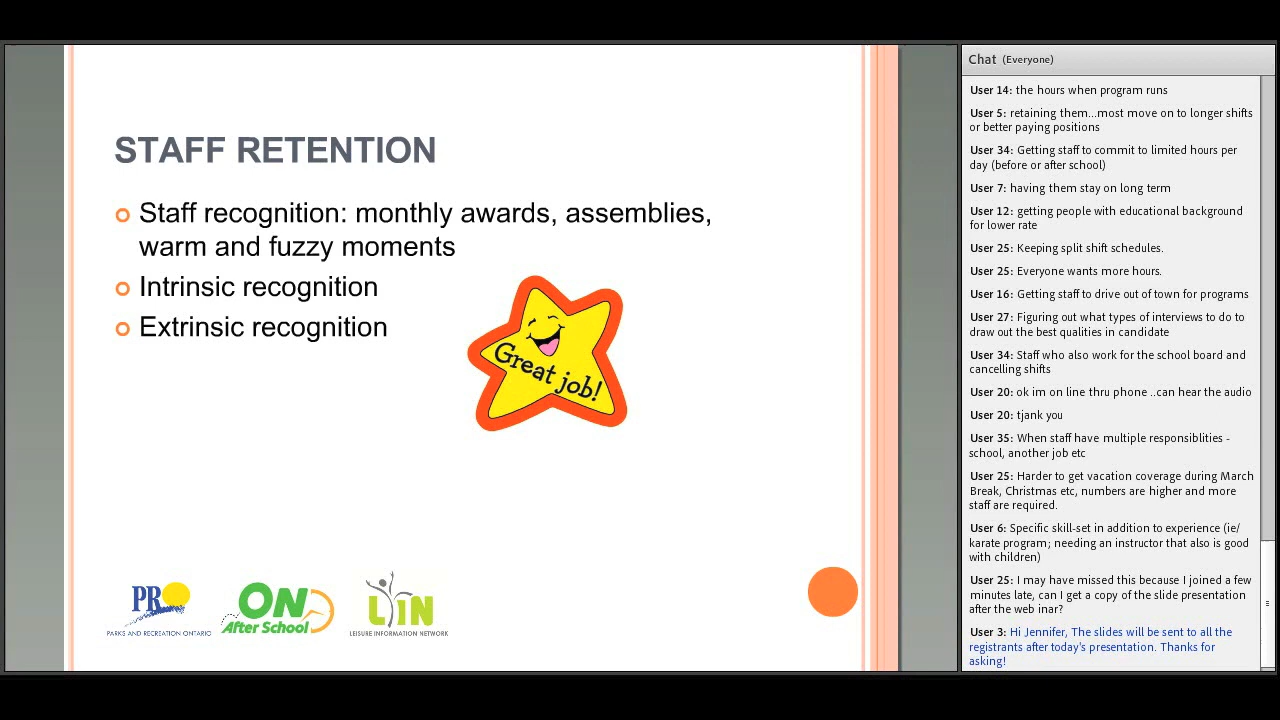 STAFF RETENTION
Staff recognition: monthly awards, assemblies,
warm and fuzzy moments
Intrinsic recognition
Extrinsic recognition
Great job!
PRO
PARKS AND RECREATION ONTARIO
ON
After School
LIN
LEISURE INFORMATION NETWORK
Chat (Everyone)
User 14: the hours when program runs
User 5: retaining them...most move on to longer shifts
or better paying positions
User 34: Getting staff to commit to limited hours per
day (before or after school)
User 7: having them stay on long term
User 12: getting people with educational background
for lower rate
User 25: Keeping split shift schedules.
User 25: Everyone wants more hours.
User 16: Getting staff to drive out of town for programs
User 27: Figuring out what types of interviews to do to
draw out the best qualities in candidate
User 34: Staff who also work for the school board and
cancelling shifts
User 20: ok im on line thru phone ..can hear the audio
User 20: tjank you
User 35: When staff have multiple responsiblities -
school, another job etc
User 25: Harder to get vacation coverage during March
Break, Christmas etc, numbers are higher and more
staff are required.
User 6: Specific skill-set in addition to experience (ie/
karate program; needing an instructor that also is good
with children)
User 25: I may have missed this because I joined a few
minutes late, can I get a copy of the slide presentation
after the web inar?
User 3: Hi Jennifer, The slides will be sent to all the
registrants after today's presentation. Thanks for
asking!